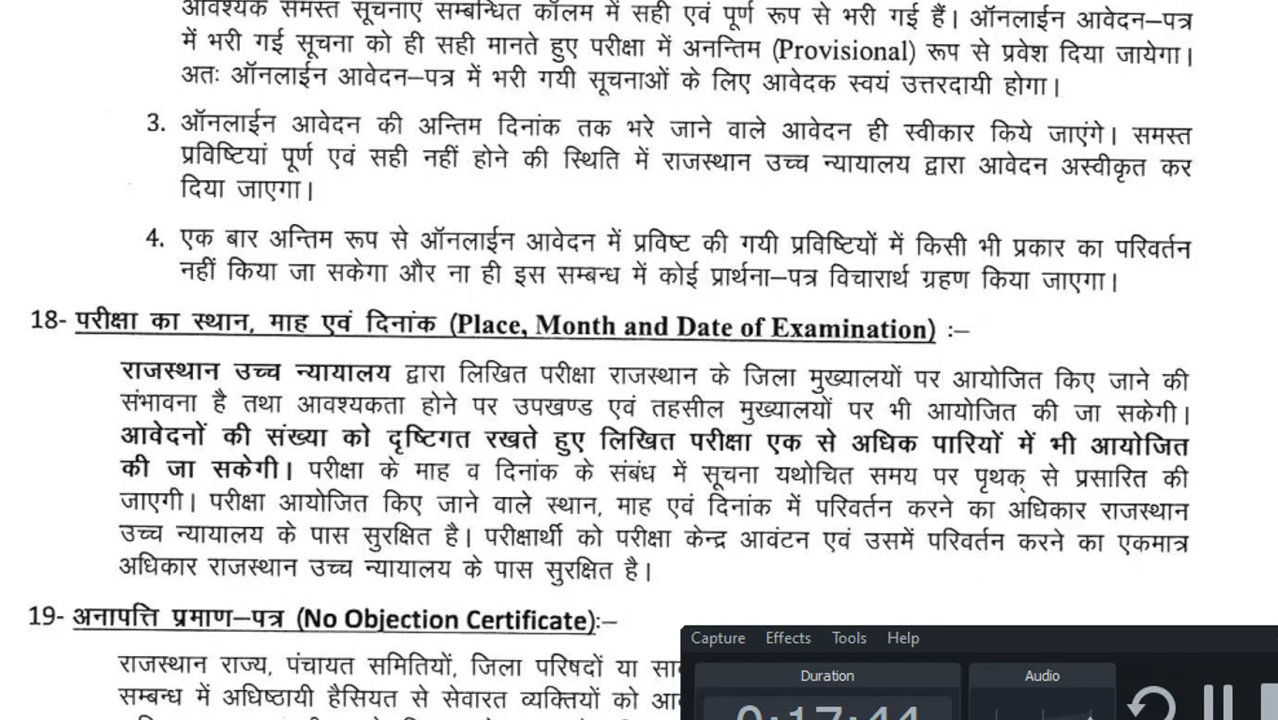 आवश्यक समस्त सूचनाएं सम्बन्धित कॉलम में सही एवं पूर्ण रूप से भरी गई हैं। ऑनलाईन आवेदन–पत्र
में भरी गई सूचना को ही सही मानते हुए परीक्षा में अनन्तिम (Provisional) रूप से प्रवेश दिया जायेगा।
अतः ऑनलाईन आवेदन–पत्र में भरी गयी सूचनाओं के लिए आवेदक स्वयं उत्तरदायी होगा।
3. ऑनलाईन आवेदन की अन्तिम दिनांक तक भरे जाने वाले आवेदन ही स्वीकार किये जाएंगे। समस्त
प्रविष्टियां पूर्ण एवं सही नहीं होने की स्थिति में राजस्थान उच्च न्यायालय द्वारा आवेदन अस्वीकृत कर
दिया जाएगा।
4. एक बार अन्तिम रूप से ऑनलाईन आवेदन में प्रविष्ट की गयी प्रविष्टियों में किसी भी प्रकार का परिवर्तन
नहीं किया जा सकेगा और ना ही इस सम्बन्ध में कोई प्रार्थना–पत्र विचारार्थ ग्रहण किया जाएगा।
18- परीक्षा का स्थान, माह एवं दिनांक (Place, Month and Date of Examination) :–
राजस्थान उच्च न्यायालय द्वारा लिखित परीक्षा राजस्थान के जिला मुख्यालयों पर आयोजित किए जाने की
संभावना है तथा आवश्यकता होने पर उपखण्ड एवं तहसील मुख्यालयों पर भी आयोजित की जा सकेगी।
आवेदनों की संख्या को दृष्टिगत रखते हुए लिखित परीक्षा एक से अधिक पारियों में भी आयोजित
की जा सकेगी। परीक्षा के माह व दिनांक के संबंध में सूचना यथोचित समय पर पृथक् से प्रसारित की
जाएगी। परीक्षा आयोजित किए जाने वाले स्थान, माह एवं दिनांक में परिवर्तन करने का अधिकार राजस्थान
उच्च न्यायालय के पास सुरक्षित है। परीक्षार्थी को परीक्षा केन्द्र आवंटन एवं उसमें परिवर्तन करने का एकमात्र
अधिकार राजस्थान उच्च न्यायालय के पास सुरक्षित है।
19- अनापत्ति प्रमाण–पत्र (No Objection Certificate):–
राजस्थान राज्य, पंचायत समितियों, जिला परिषदों या
सम्बन्ध में अधिष्ठायी हैसियत से सेवारत व्यक्तियों को
Capture Effects Tools Help
Duration Audio
0:17:44